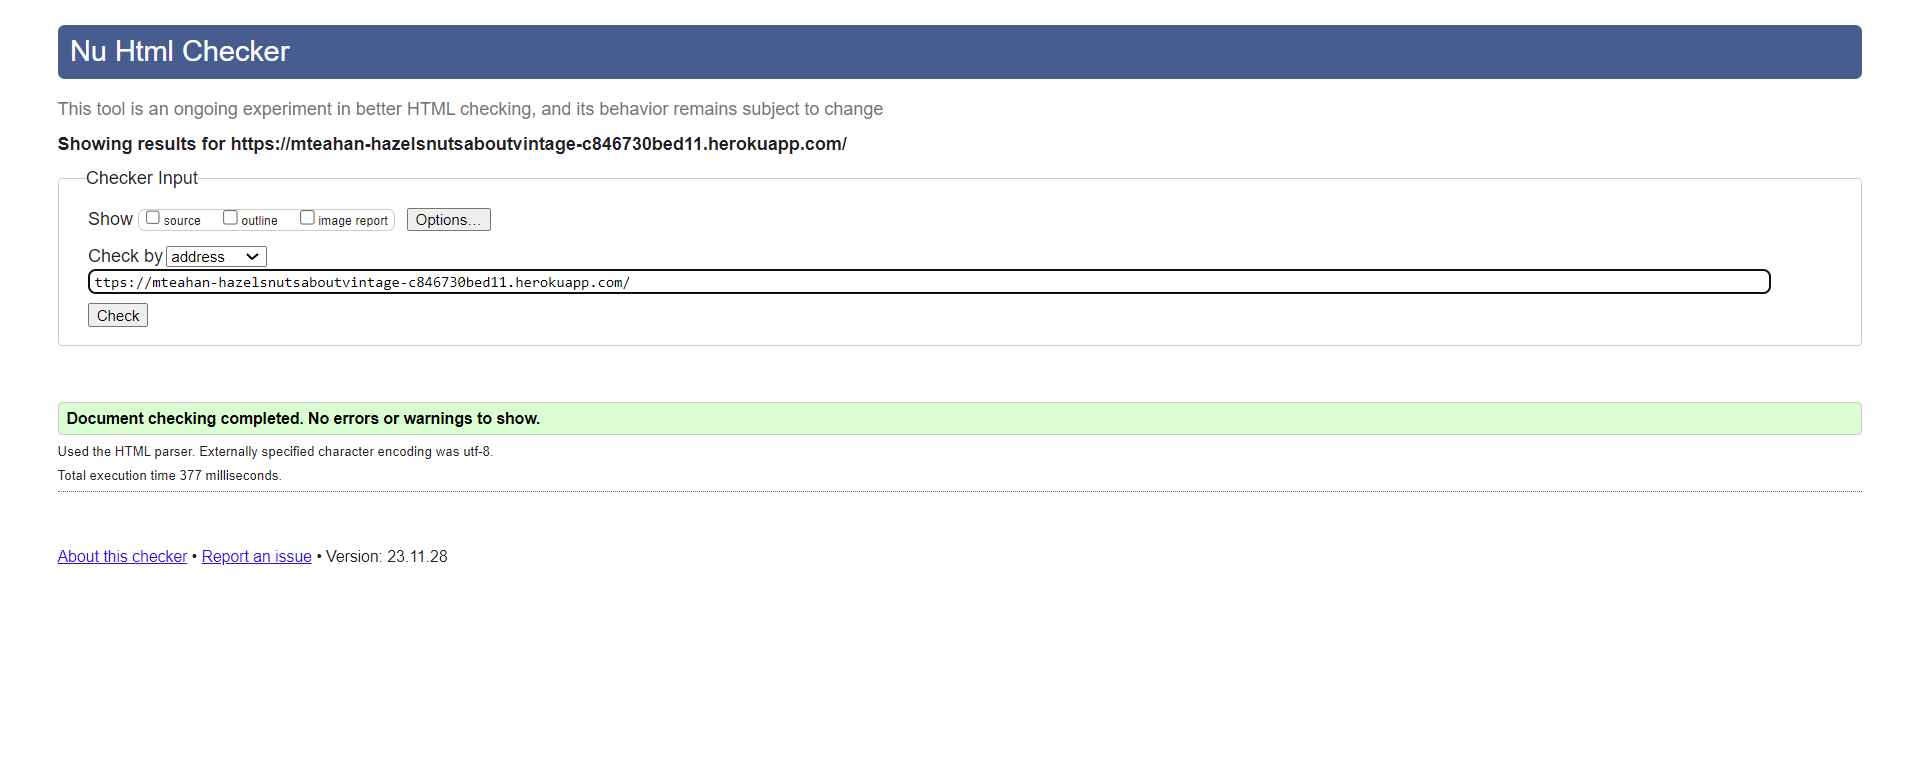 Nu Html Checker
This tool is an ongoing experiment in better HTML checking, and its behavior remains subject to change
Showing results for https://mteahan-hazelsnutsaboutvintage-c846730bed11.herokuapp.com/
Checker Input
Show source outline image report Options...
Check by address
ttps://mteahan-hazelsnutsaboutvintage-c846730bed11.herokuapp.com/
Check
Document checking completed. No errors or warnings to show.
Used the HTML parser. Externally specified character encoding was utf-8.
Total execution time 377 milliseconds.
About this checker • Report an issue • Version: 23.11.28